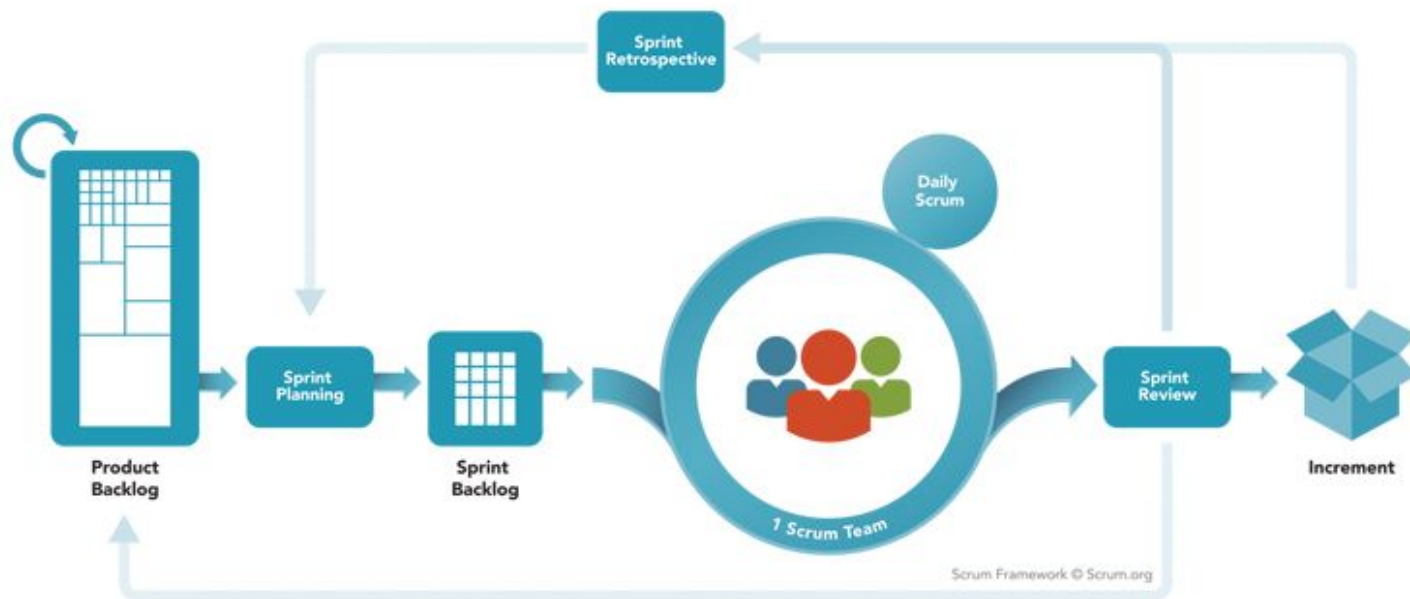 Sprint
Retrospective
Daily
Scrum
Sprint
Planning
Sprint
Review
Product
Backlog
Sprint
Backlog
Increment
1 Scrum Team
Scrum Framework © Scrum.org